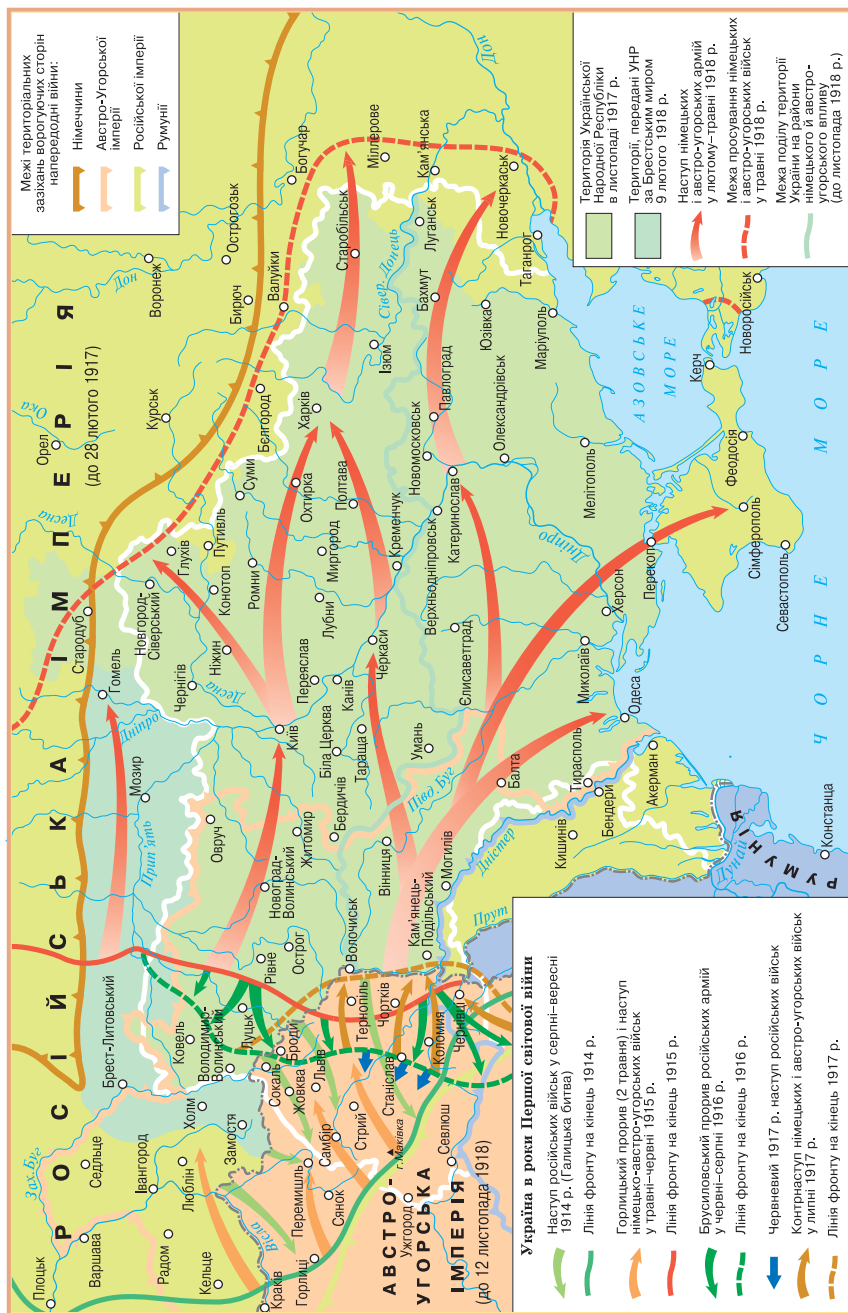 Межі територіальних
зазіхань ворогуючих сторін
напередодні війни:
Німеччини
Австро-Угорської
імперії
Російської імперії
Румунії
Р О С І Й С Ь К А   І М П Е Р І Я
(до 28 лютого 1917)
АВСТРО-
УГОРСЬКА
ІМПЕРІЯ
(до 12 листопада 1918)
РУМУНІЯ
АЗОВСЬКЕ
МОРЕ
ЧОРНЕ МОРЕ
Плоцьк
Варшава
Седльце
Зах.Буг
Івангород
Радом
Люблін
Кельце
Вісла
Краків
Холм
Замостя
Брест-Литовський
Ковель
Володимир-
Волинський
Луцьк
Сокаль
Броди
Жовква
Львів
Перемишль
Самбір
Сянок
Горлиці
Стрий
г.Маківка
Ужгород
Севлюш
Станіслав
Тернопіль
Чортків
Коломия
Чернівці
Рівне
Острог
Волочиськ
Кам'янець-
Подільський
Могилів
Вінниця
Новоград-
Волинський
Житомир
Бердичів
Овруч
Мозир
Прип'ять
Гомель
Дніпро
Стародуб
Новгород-
Сіверський
Чернігів
Десна
Ніжин
Київ
Переяслав
Біла Церква
Канів
Тараща
Черкаси
Умань
Півд.Буг
Балта
Єлисаветград
Тирасполь
Бендери
Кишинів
Дністер
Прут
Акерман
Одеса
Миколаїв
Херсон
Дунай
Констанца
Десна
Орел
Ока
Курськ
Глухів
Путивль
Конотоп
Ромни
Суми
Лубни
Миргород
Охтирка
Полтава
Кременчук
Верхньодніпровськ
Катеринослав
Новомосковськ
Павлоград
Олександрівськ
Дніпро
Мелітополь
Перекоп
Сімферополь
Севастополь
Феодосія
Керч
Новоросійськ
Бєлгород
Харків
Ізюм
Бахмут
Юзівка
Маріуполь
Таганрог
Новочеркаськ
Луганськ
Кам'янська
Міллерове
Старобільськ
Сівер.Донець
Валуйки
Бирюч
Острогозьк
Воронеж
Богучар
Дон
Дон
Територія Української
Народної Республіки
в листопаді 1917 р.
Території, передані УНР
за Брестським миром
9 лютого 1918 р.
Наступ німецьких
і австро-угорських армій
у лютому–травні 1918 р.
Межа просування німецьких
і австро-угорських військ
у травні 1918 р.
Межа поділу території
України на райони
німецького й австро-
угорського впливу
(до листопада 1918 р.)
Україна в роки Першої світової війни
Наступ російських військ у серпні–вересні
1914 р. (Галицька битва)
Лінія фронту на кінець 1914 р.
Горлицький прорив (2 травня) і наступ
німецько-австро-угорських військ
у травні–червні 1915 р.
Лінія фронту на кінець 1915 р.
Брусиловський прорив російських армій
у червні–серпні 1916 р.
Лінія фронту на кінець 1916 р.
Червневий 1917 р. наступ російських військ
Контрнаступ німецьких і австро-угорських військ
у липні 1917 р.
Лінія фронту на кінець 1917 р.